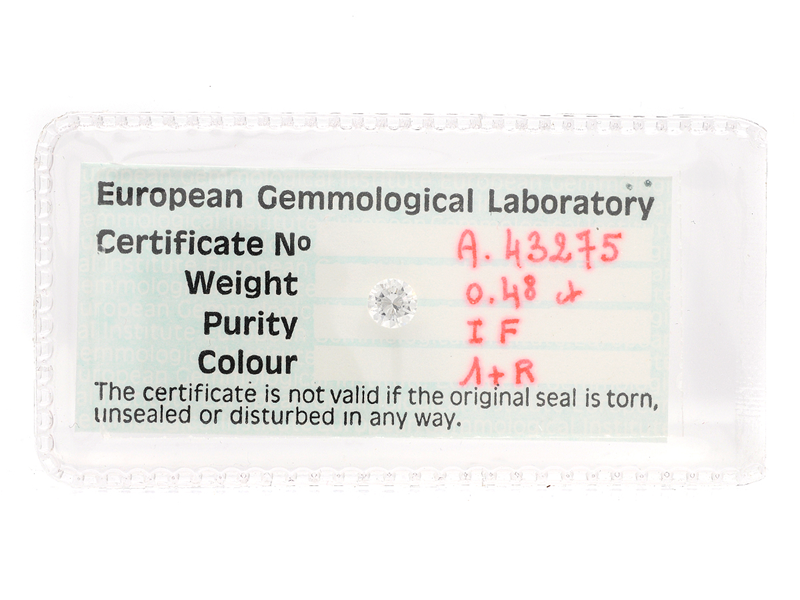 European Gemmological Laboratory
Certificate No A. 43275
Weight 0.48 ct
Purity IF
Colour 1+R
The certificate is not valid if the original seal is torn,
unsealed or disturbed in any way.